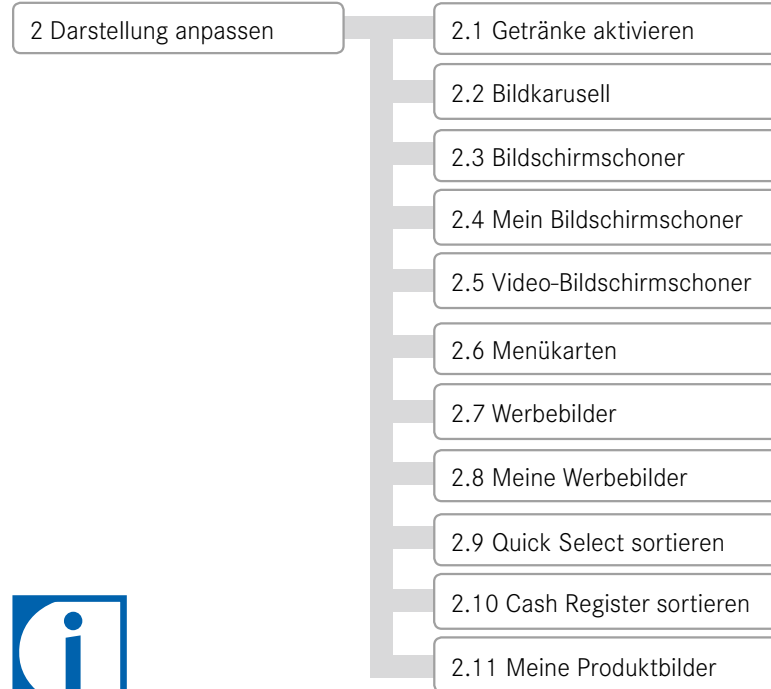 2 Darstellung anpassen
2.1 Getränke aktivieren
2.2 Bildkarusell
2.3 Bildschirmschoner
2.4 Mein Bildschirmschoner
2.5 Video-Bildschirmschoner
2.6 Menükarten
2.7 Werbebilder
2.8 Meine Werbebilder
2.9 Quick Select sortieren
2.10 Cash Register sortieren
2.11 Meine Produktbilder
i